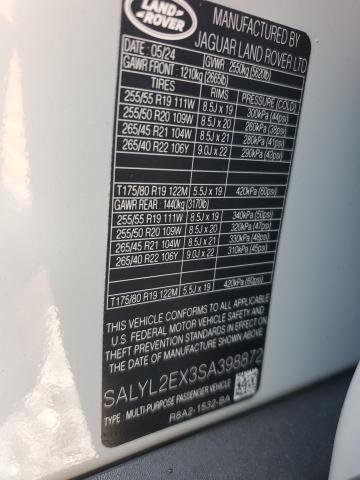 LAND
ROVER
MANUFACTURED BY
JAGUAR LAND ROVER LTD
DATE: 05/24 GVWR: 2550kg (5620lb)
GAWR FRONT: 1210kg (2665lb)
TIRES RIMS PRESSURE (COLD)
255/55 R19 111W 8.5J x 19 300kPa (44psi)
255/50 R20 109W 8.5J x 20 260kPa (38psi)
265/45 R21 104W 8.5J x 21 280kPa (41psi)
265/40 R22 106Y 9.0J x 22 290kPa (43psi)
T175/80 R19 122M 5.5J x 19 420kPa (60psi)
GAWR REAR: 1440kg (3170lb)
255/55 R19 111W 8.5J x 19 340kPa (50psi)
255/50 R20 109W 8.5J x 20 320kPa (47psi)
265/45 R21 104W 8.5J x 21 330kPa (48psi)
265/40 R22 106Y 9.0J x 22 310kPa (45psi)
T175/80 R19 122M 5.5J x 19 420kPa (60psi)
THIS VEHICLE CONFORMS TO ALL APPLICABLE
U.S FEDERAL MOTOR VEHICLE SAFETY AND
THEFT PREVENTION STANDARDS IN EFFECT ON
THE DATE OF MANUFACTURE SHOWN ABOVE
SALYL2EX3SA398872
TYPE: MULTI-PURPOSE PASSENGER VEHICLE
R8A2-1532-BA